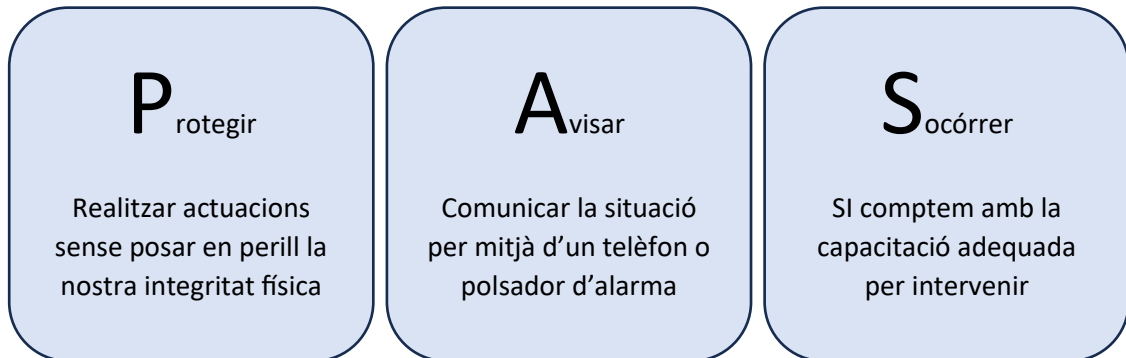 Protegir
Realitzar actuacions
sense posar en perill la
nostra integritat física
Avisar
Comunicar la situació
per mitjà d’un telèfon o
polsador d’alarma
Socórrer
SI comptem amb la
capacitació adequada
per intervenir